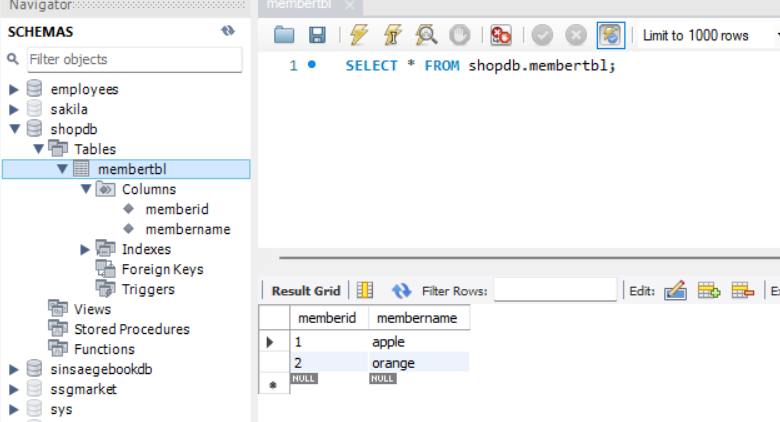 Navigator
SCHEMAS
Filter objects
employees
sakila
shopdb
Tables
membertbl
Columns
memberid
membername
Indexes
Foreign Keys
Triggers
Views
Stored Procedures
Functions
sinsaegebookdb
ssgmarket
sys
membertbl
Limit to 1000 rows
1 SELECT * FROM shopdb.membertbl;
Result Grid Filter Rows: Edit: Ex
memberid membername
1 apple
2 orange
NULL NULL